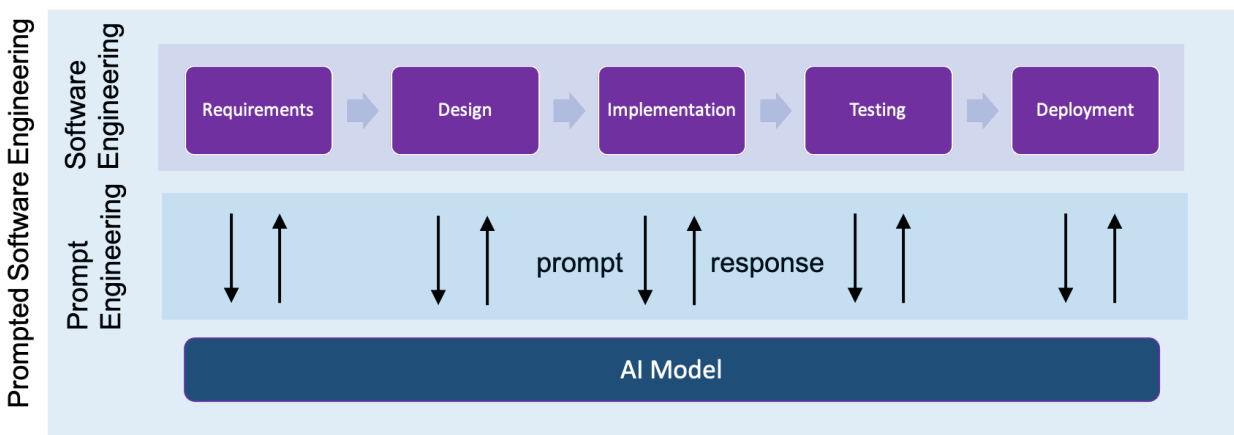 Prompted Software Engineering
Software
Engineering
Requirements
Design
Implementation
Testing
Deployment
Prompt
Engineering
prompt
response
AI Model